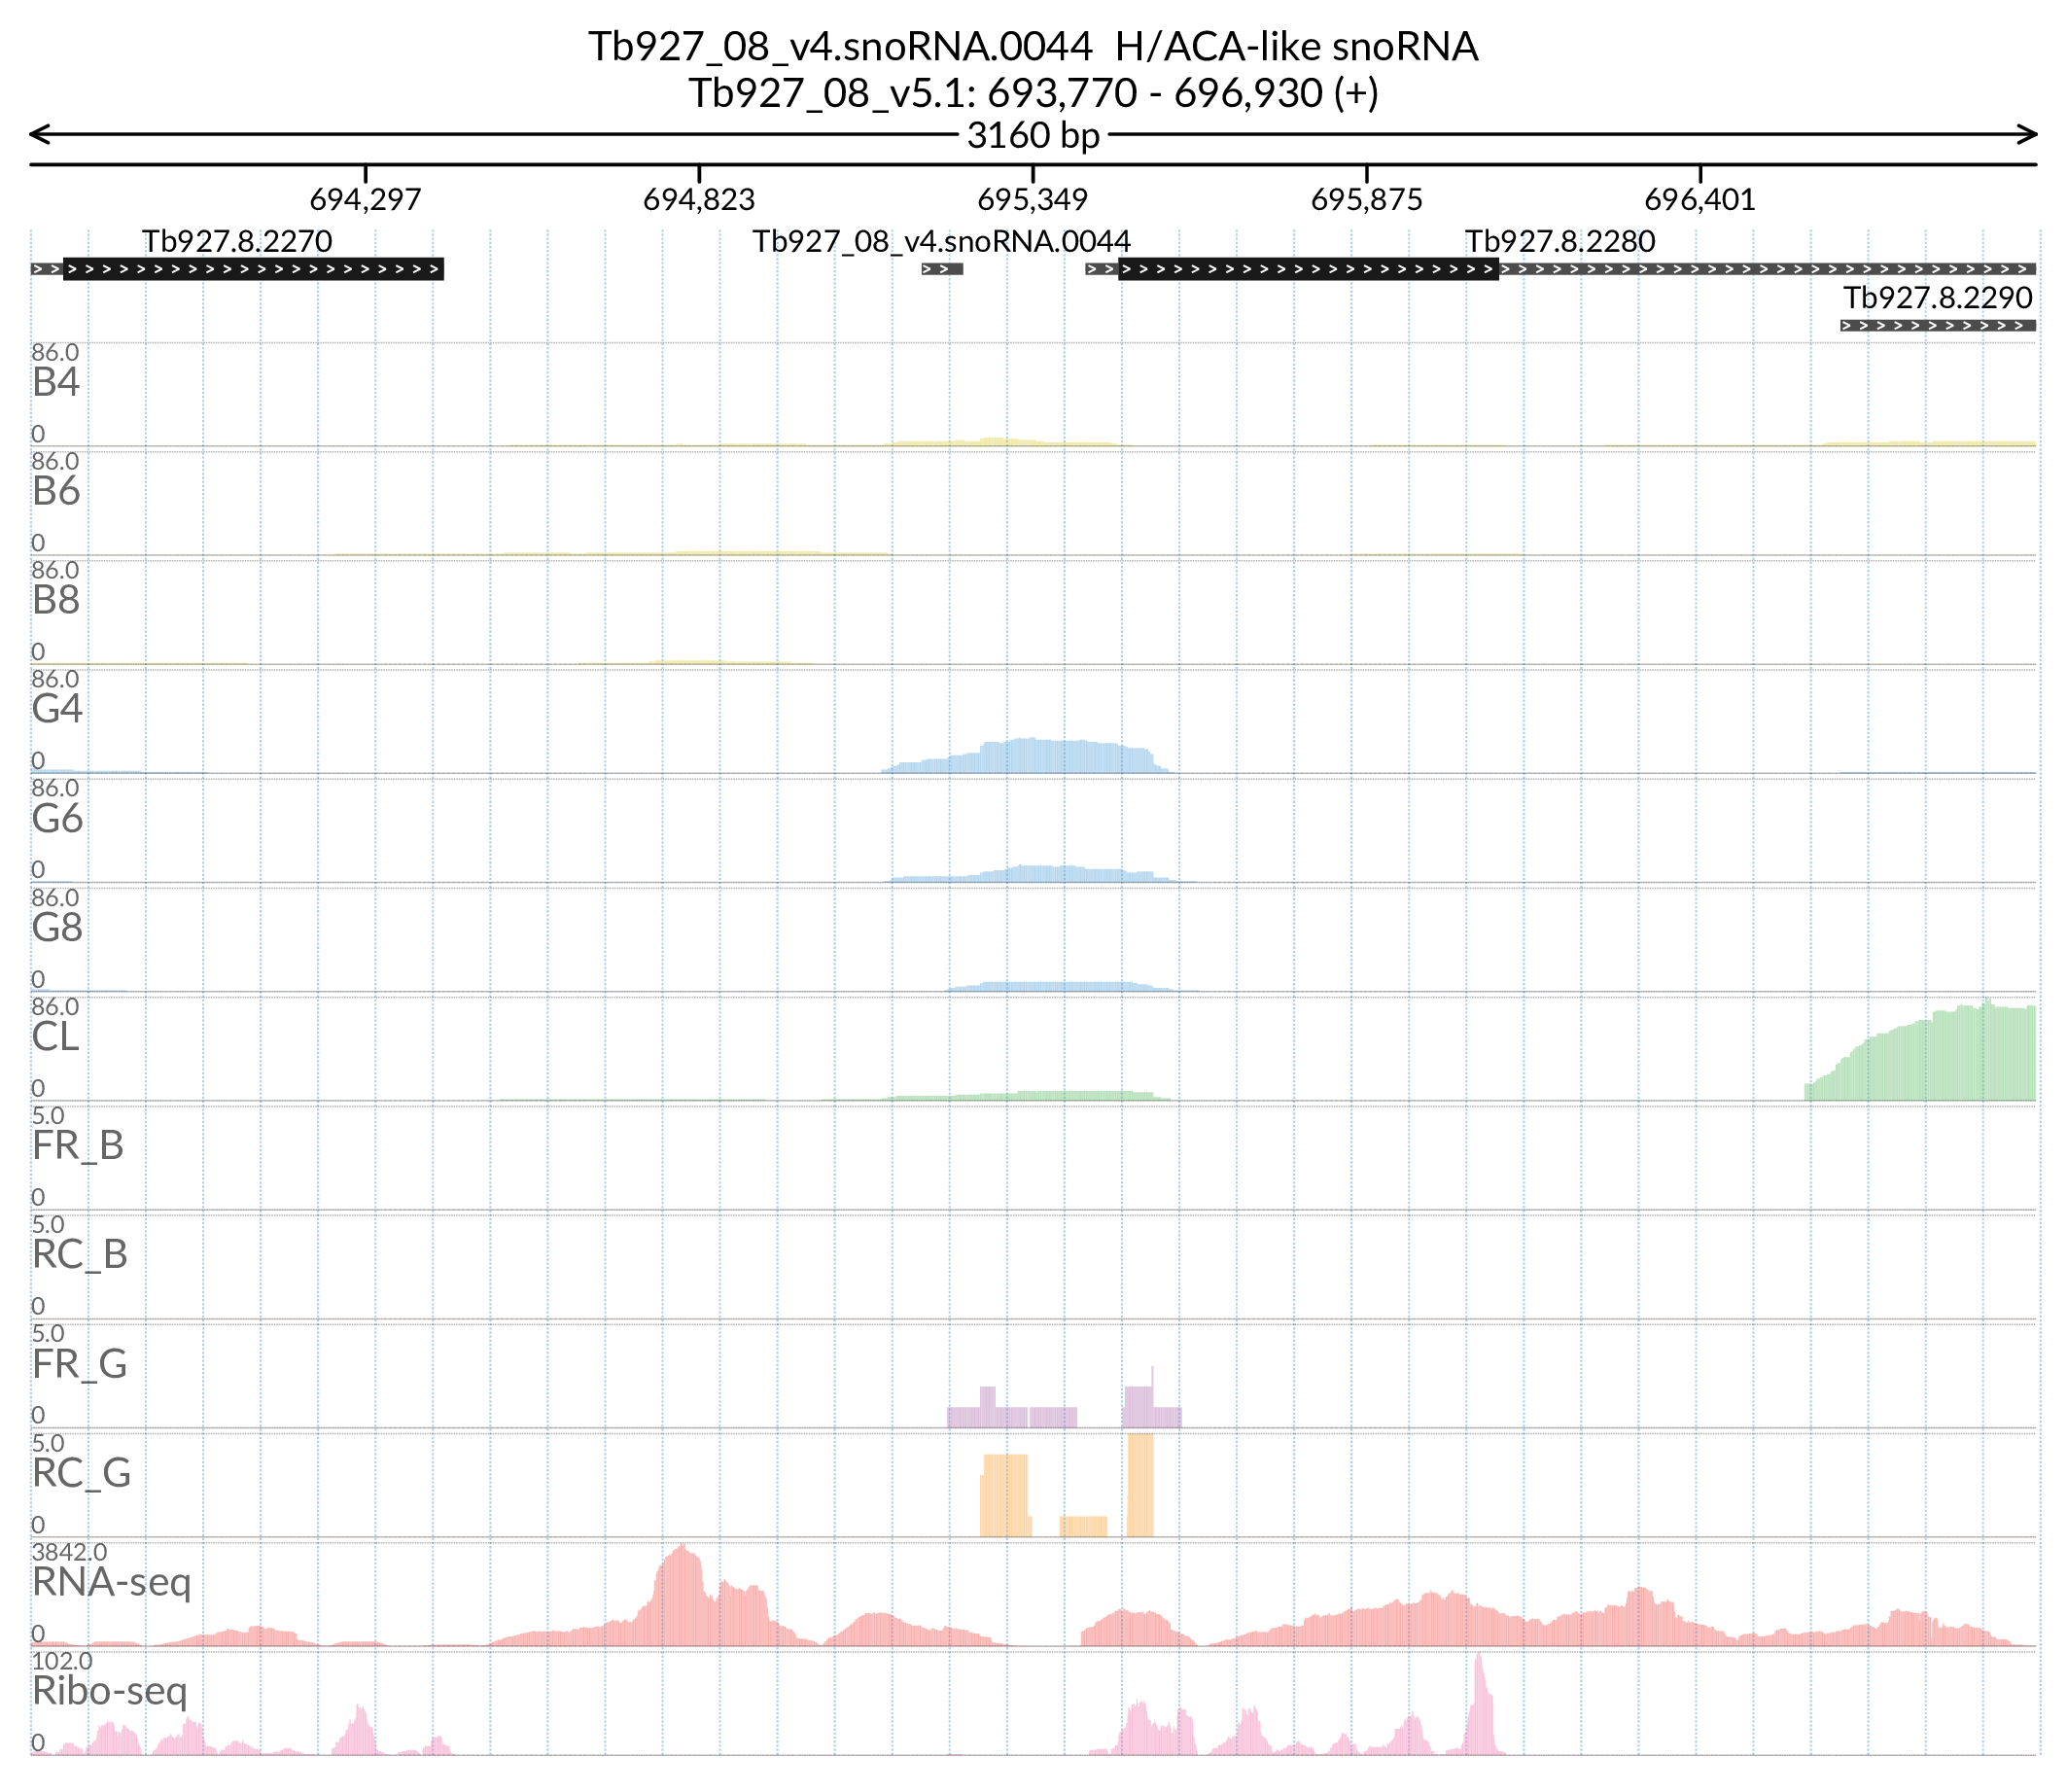 Tb927_08_v4.snoRNA.0044 H/ACA-like snoRNA
Tb927_08_v5.1: 693,770 - 696,930 (+)
3160 bp
694,297 694,823 695,349 695,875 696,401
Tb927.8.2270 Tb927_08_v4.snoRNA.0044 Tb927.8.2280
Tb927.8.2290
86.0
B4
0
86.0
B6
0
86.0
B8
0
86.0
G4
0
86.0
G6
0
86.0
G8
0
86.0
CL
0
5.0
FR_B
0
5.0
RC_B
0
5.0
FR_G
0
5.0
RC_G
0
3842.0
RNA-seq
0
102.0
Ribo-seq
0